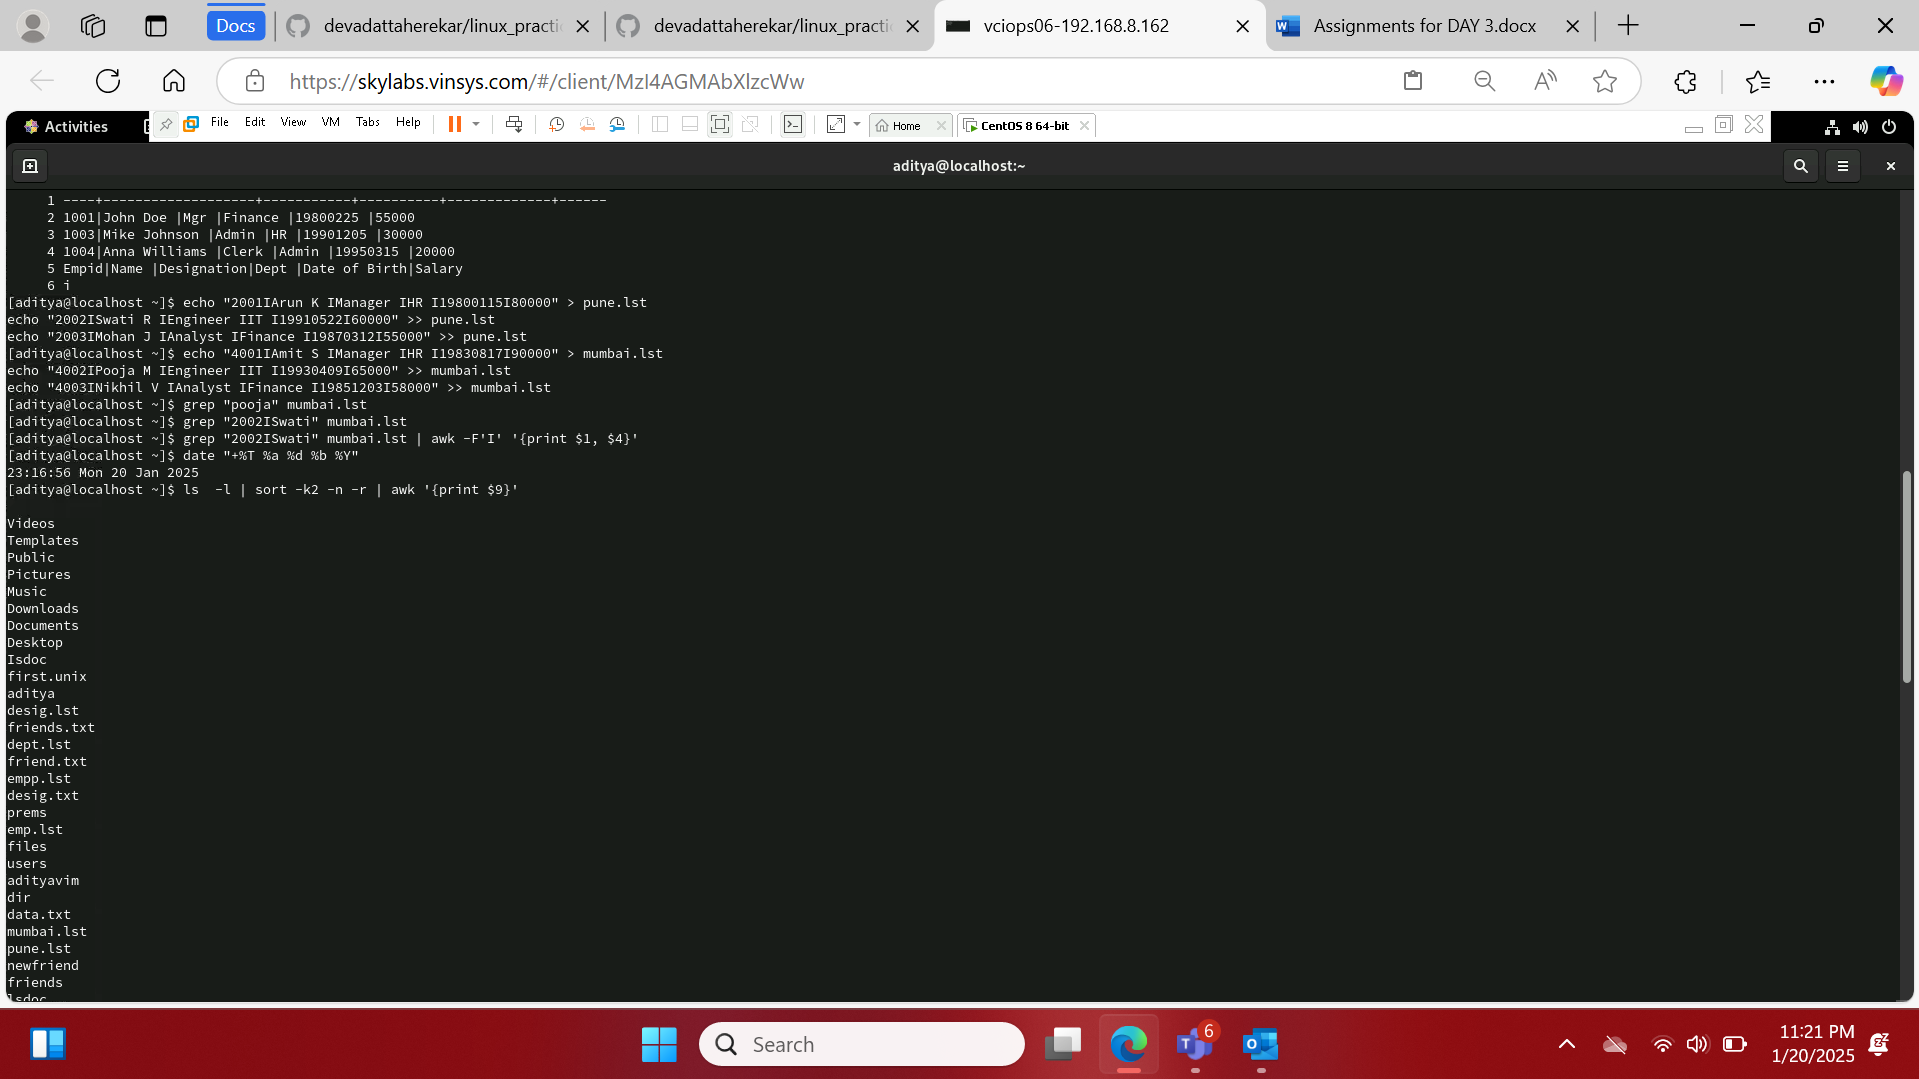 Docs
devadattaherekar/linux_practi
devadattaherekar/linux_practi
vciops06-192.168.8.162
Assignments for DAY 3.docx
https://skylabs.vinsys.com/#/client/MzI4AGMAbXlzcWw
Activities
File Edit View VM Tabs Help
Home
CentOS 8 64-bit
aditya@localhost:~
1 ----+-------------------+-----------+----------+-------------+------
2 1001|John Doe |Mgr |Finance |19800225 |55000
3 1003|Mike Johnson |Admin |HR |19901205 |30000
4 1004|Anna Williams |Clerk |Admin |19950315 |20000
5 Empid|Name |Designation|Dept |Date of Birth|Salary
6 i
[aditya@localhost ~]$ echo "2001IArun K IManager IHR I19800115I80000" > pune.lst
echo "2002ISwati R IEngineer IIT I19910522I60000" >> pune.lst
echo "2003IMohan J IAnalyst IFinance I19870312I55000" >> pune.lst
[aditya@localhost ~]$ echo "4001IAmit S IManager IHR I19830817I90000" > mumbai.lst
echo "4002IPooja M IEngineer IIT I19930409I65000" >> mumbai.lst
echo "4003INikhil V IAnalyst IFinance I19851203I58000" >> mumbai.lst
[aditya@localhost ~]$ grep "pooja" mumbai.lst
[aditya@localhost ~]$ grep "2002ISwati" mumbai.lst
[aditya@localhost ~]$ grep "2002ISwati" mumbai.lst | awk -F'I' '{print $1, $4}'
[aditya@localhost ~]$ date "+%T %a %d %b %Y"
23:16:56 Mon 20 Jan 2025
[aditya@localhost ~]$ ls  -l | sort -k2 -n -r | awk '{print $9}'
Videos
Templates
Public
Pictures
Music
Downloads
Documents
Desktop
Isdoc
first.unix
aditya
desig.lst
friends.txt
dept.lst
friend.txt
empp.lst
desig.txt
prems
emp.lst
files
users
adityavim
dir
data.txt
mumbai.lst
pune.lst
newfriend
friends
lsdoc
Search
6
11:21 PM
1/20/2025